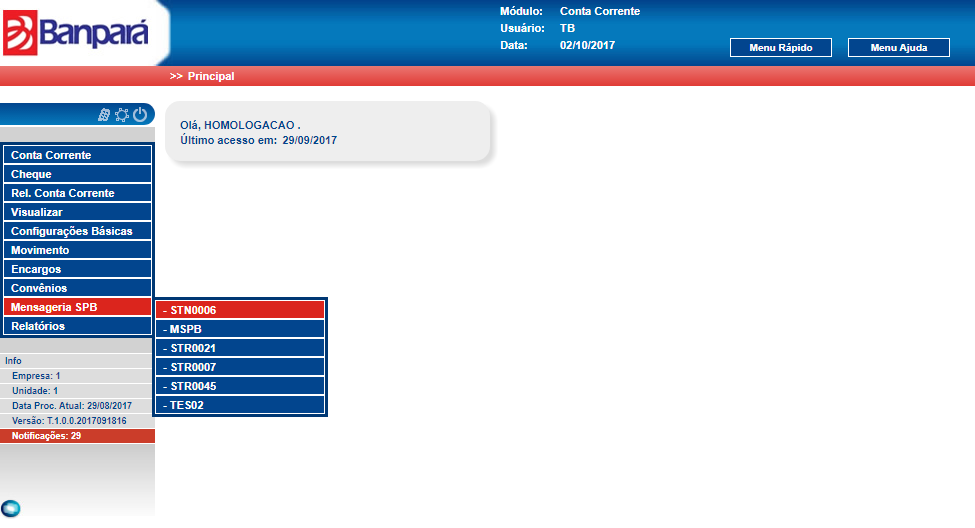 Banpará
Módulo: Conta Corrente
Usuário: TB
Data: 02/10/2017
Menu Rápido
Menu Ajuda
>> Principal
Olá, HOMOLOGACAO .
Último acesso em: 29/09/2017
Conta Corrente
Cheque
Rel. Conta Corrente
Visualizar
Configurações Básicas
Movimento
Encargos
Convênios
Mensageria SPB
Relatórios
- STN0006
- MSPB
- STR0021
- STR0007
- STR0045
- TES02
Info
Empresa: 1
Unidade: 1
Data Proc. Atual: 29/08/2017
Versão: T.1.0.0.2017091816
Notificações: 29